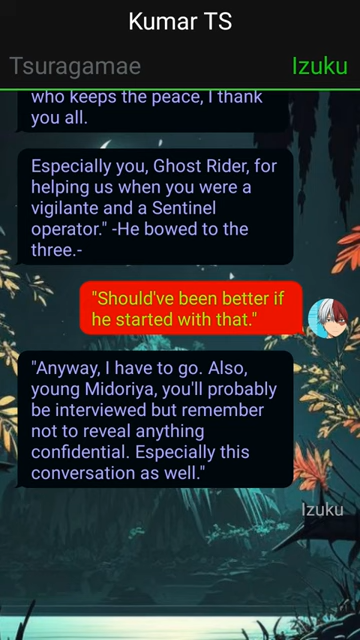 Kumar TS
Tsuragamae
Izuku
who keeps the peace, I thank
you all.
Especially you, Ghost Rider, for
helping us when you were a
vigilante and a Sentinel
operator." -He bowed to the
three.-
"Should've been better if
he started with that."
"Anyway, I have to go. Also,
young Midoriya, you'll probably
be interviewed but remember
not to reveal anything
confidential. Especially this
conversation as well."
Izuku